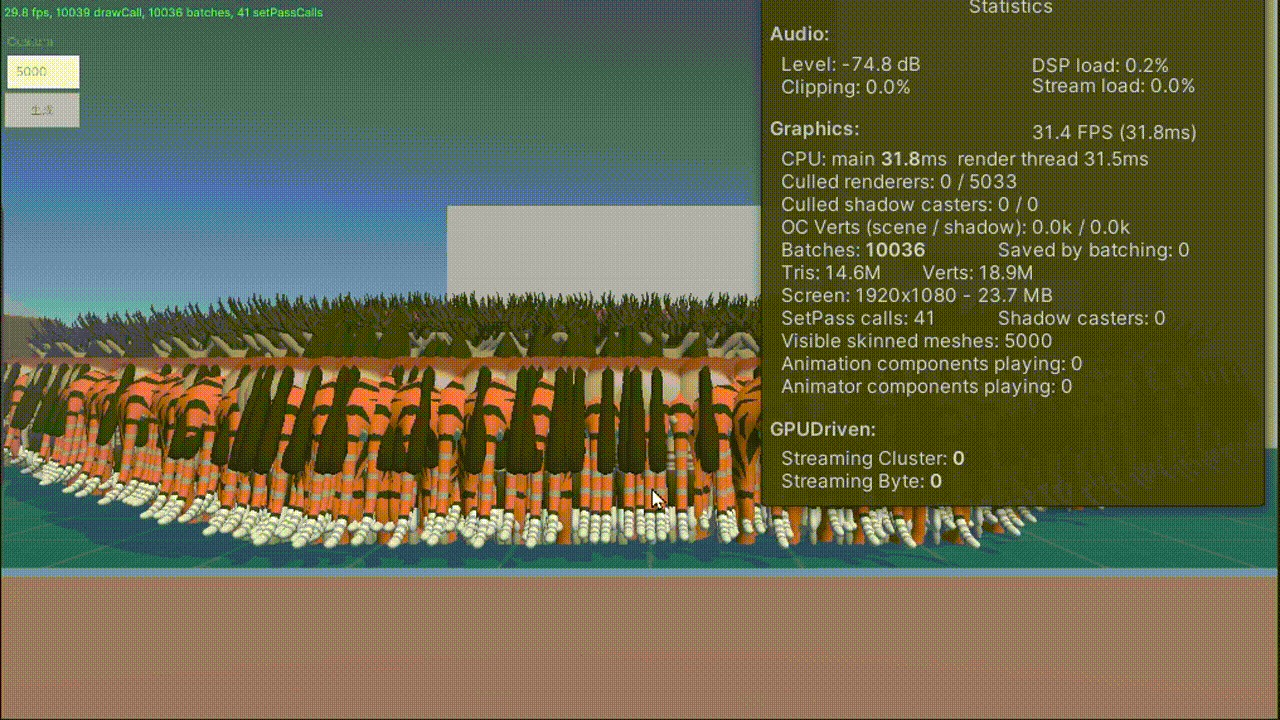 29.8 fps, 10039 drawCall, 10036 batches, 41 setPassCalls
5000
Statistics
Audio:
Level: -74.8 dB DSP load: 0.2%
Clipping: 0.0% Stream load: 0.0%
Graphics: 31.4 FPS (31.8ms)
CPU: main 31.8ms render thread 31.5ms
Culled renderers: 0 / 5033
Culled shadow casters: 0 / 0
OC Verts (scene / shadow): 0.0k / 0.0k
Batches: 10036 Saved by batching: 0
Tris: 14.6M Verts: 18.9M
Screen: 1920x1080 - 23.7 MB
SetPass calls: 41 Shadow casters: 0
Visible skinned meshes: 5000
Animation components playing: 0
Animator components playing: 0
GPUDriven:
Streaming Cluster: 0
Streaming Byte: 0